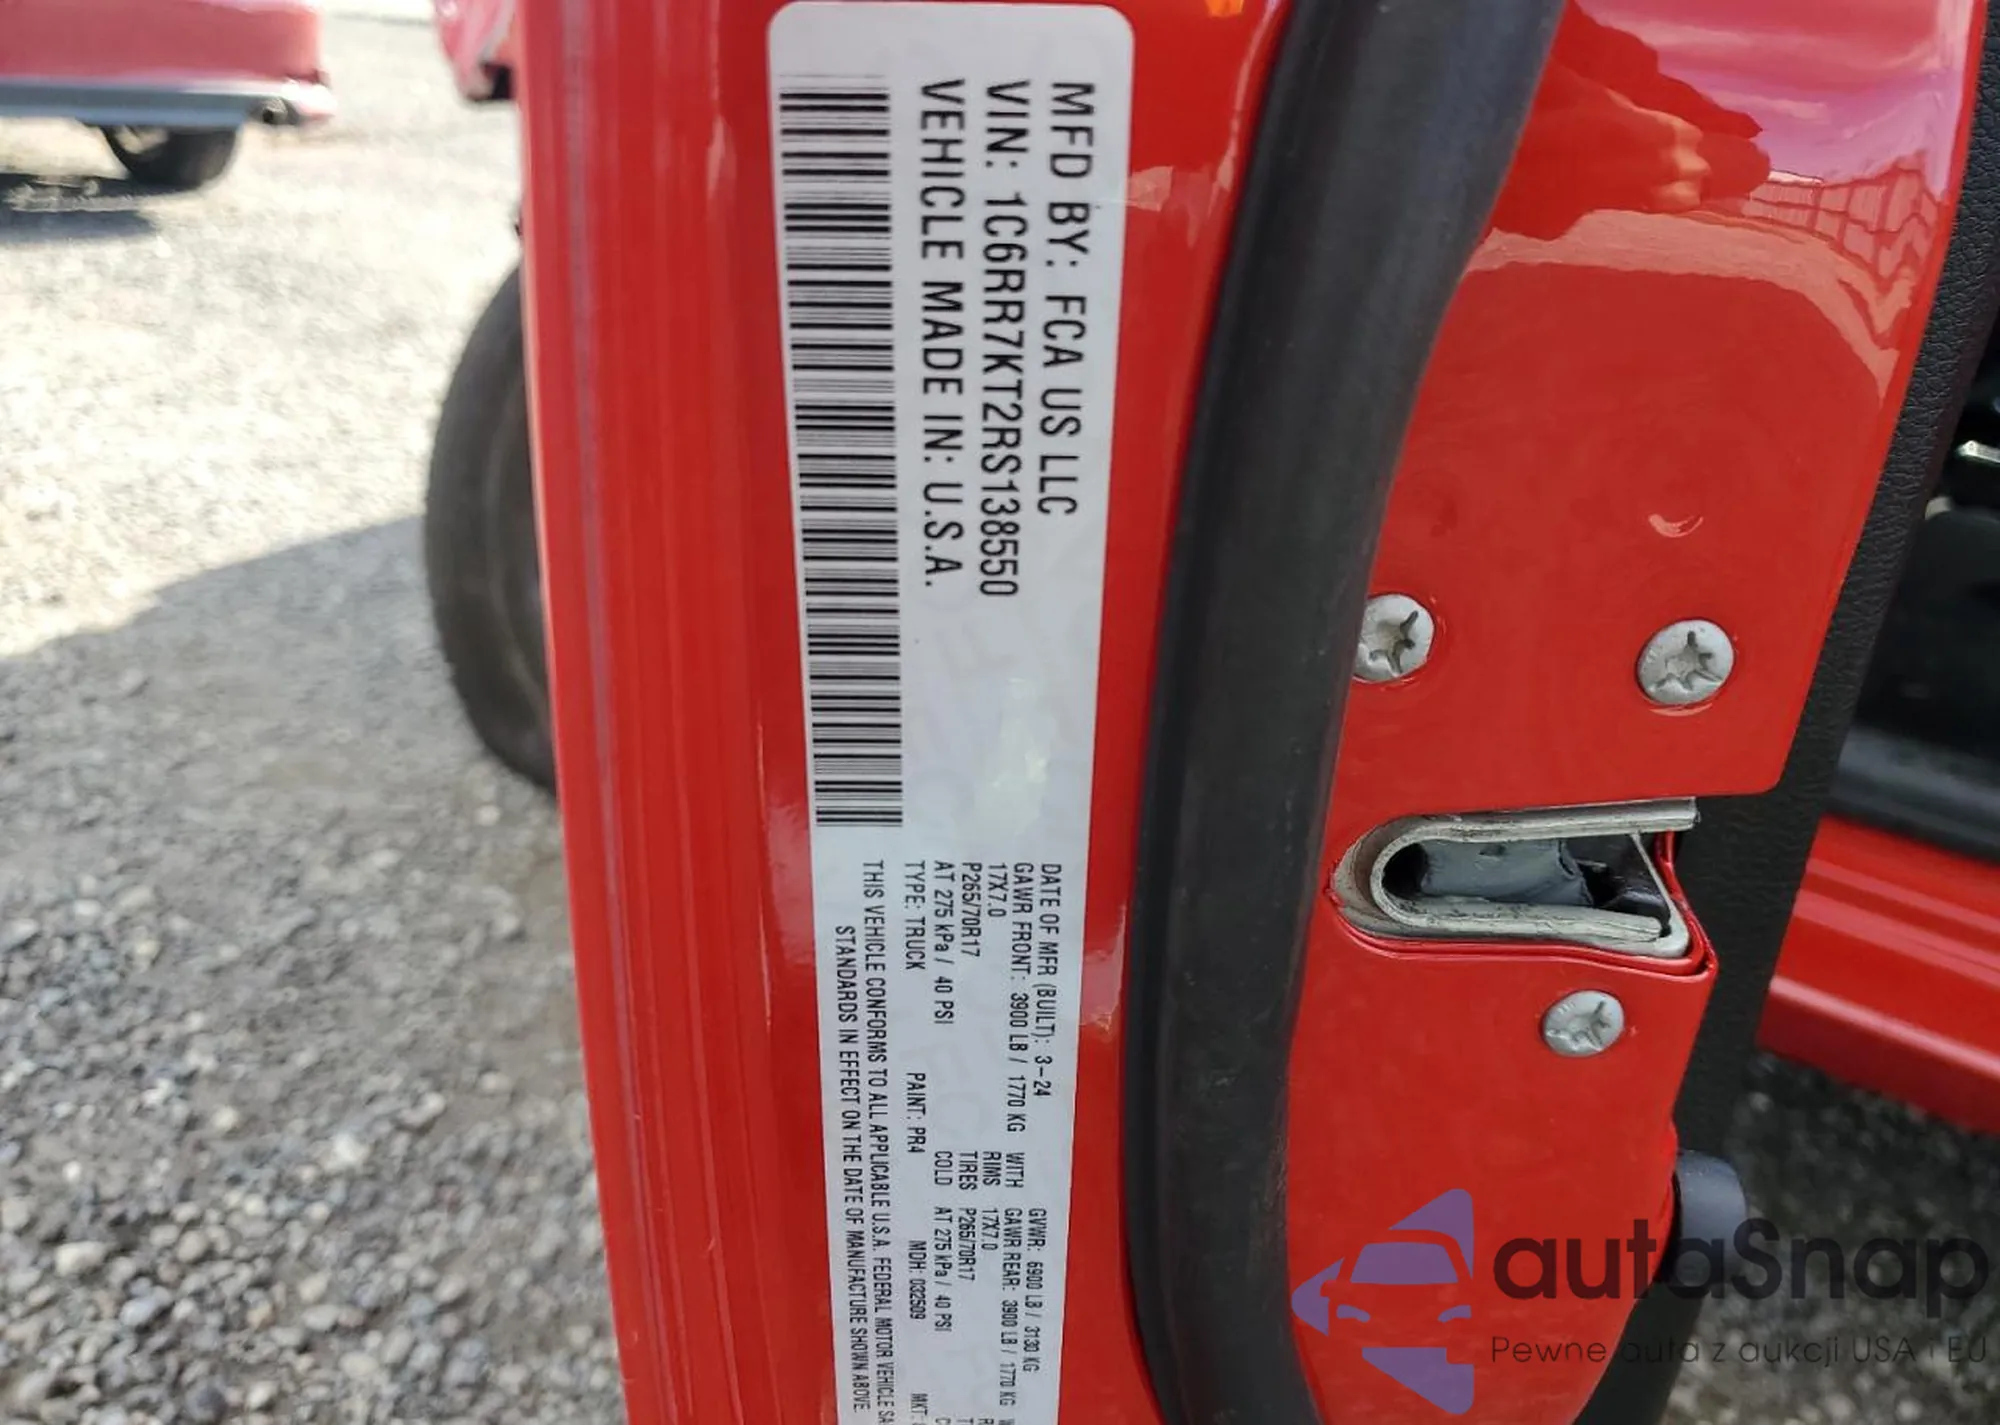 MFD BY: FCA US LLC
VIN: 1C6RR7KT2RS138550
VEHICLE MADE IN: U.S.A.
DATE OF MFR (BUILT): 3-24 GVWR: 6900 LB / 3130 KG
GAWR FRONT: 3900 LB / 1770 KG WITH GAWR REAR: 3900 LB / 1770 KG
17X7.0 RIMS 17X7.0
P265/70R17 TIRES P265/70R17
AT 275 kPa / 40 PSI COLD AT 275 kPa / 40 PSI
TYPE: TRUCK PAINT: PR4 MDH: 032509 MKT:
THIS VEHICLE CONFORMS TO ALL APPLICABLE U.S.A. FEDERAL MOTOR VEHICLE SA
STANDARDS IN EFFECT ON THE DATE OF MANUFACTURE SHOWN ABOVE.
autaSnap
Pewne auta z aukcji USA i EU